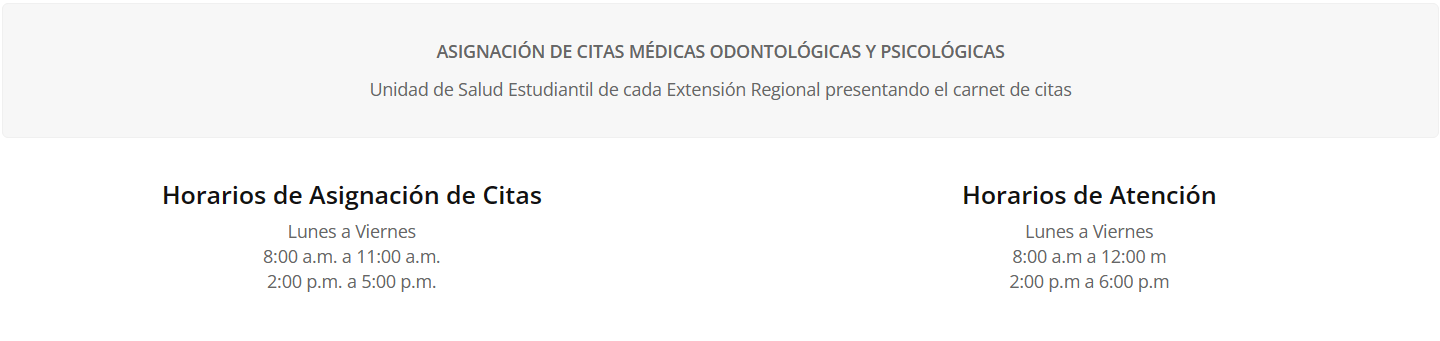 ASIGNACIÓN DE CITAS MÉDICAS ODONTOLÓGICAS Y PSICOLÓGICAS
Unidad de Salud Estudiantil de cada Extensión Regional presentando el carnet de citas
Horarios de Asignación de Citas
Lunes a Viernes
8:00 a.m. a 11:00 a.m.
2:00 p.m. a 5:00 p.m.
Horarios de Atención
Lunes a Viernes
8:00 a.m a 12:00 m
2:00 p.m a 6:00 p.m